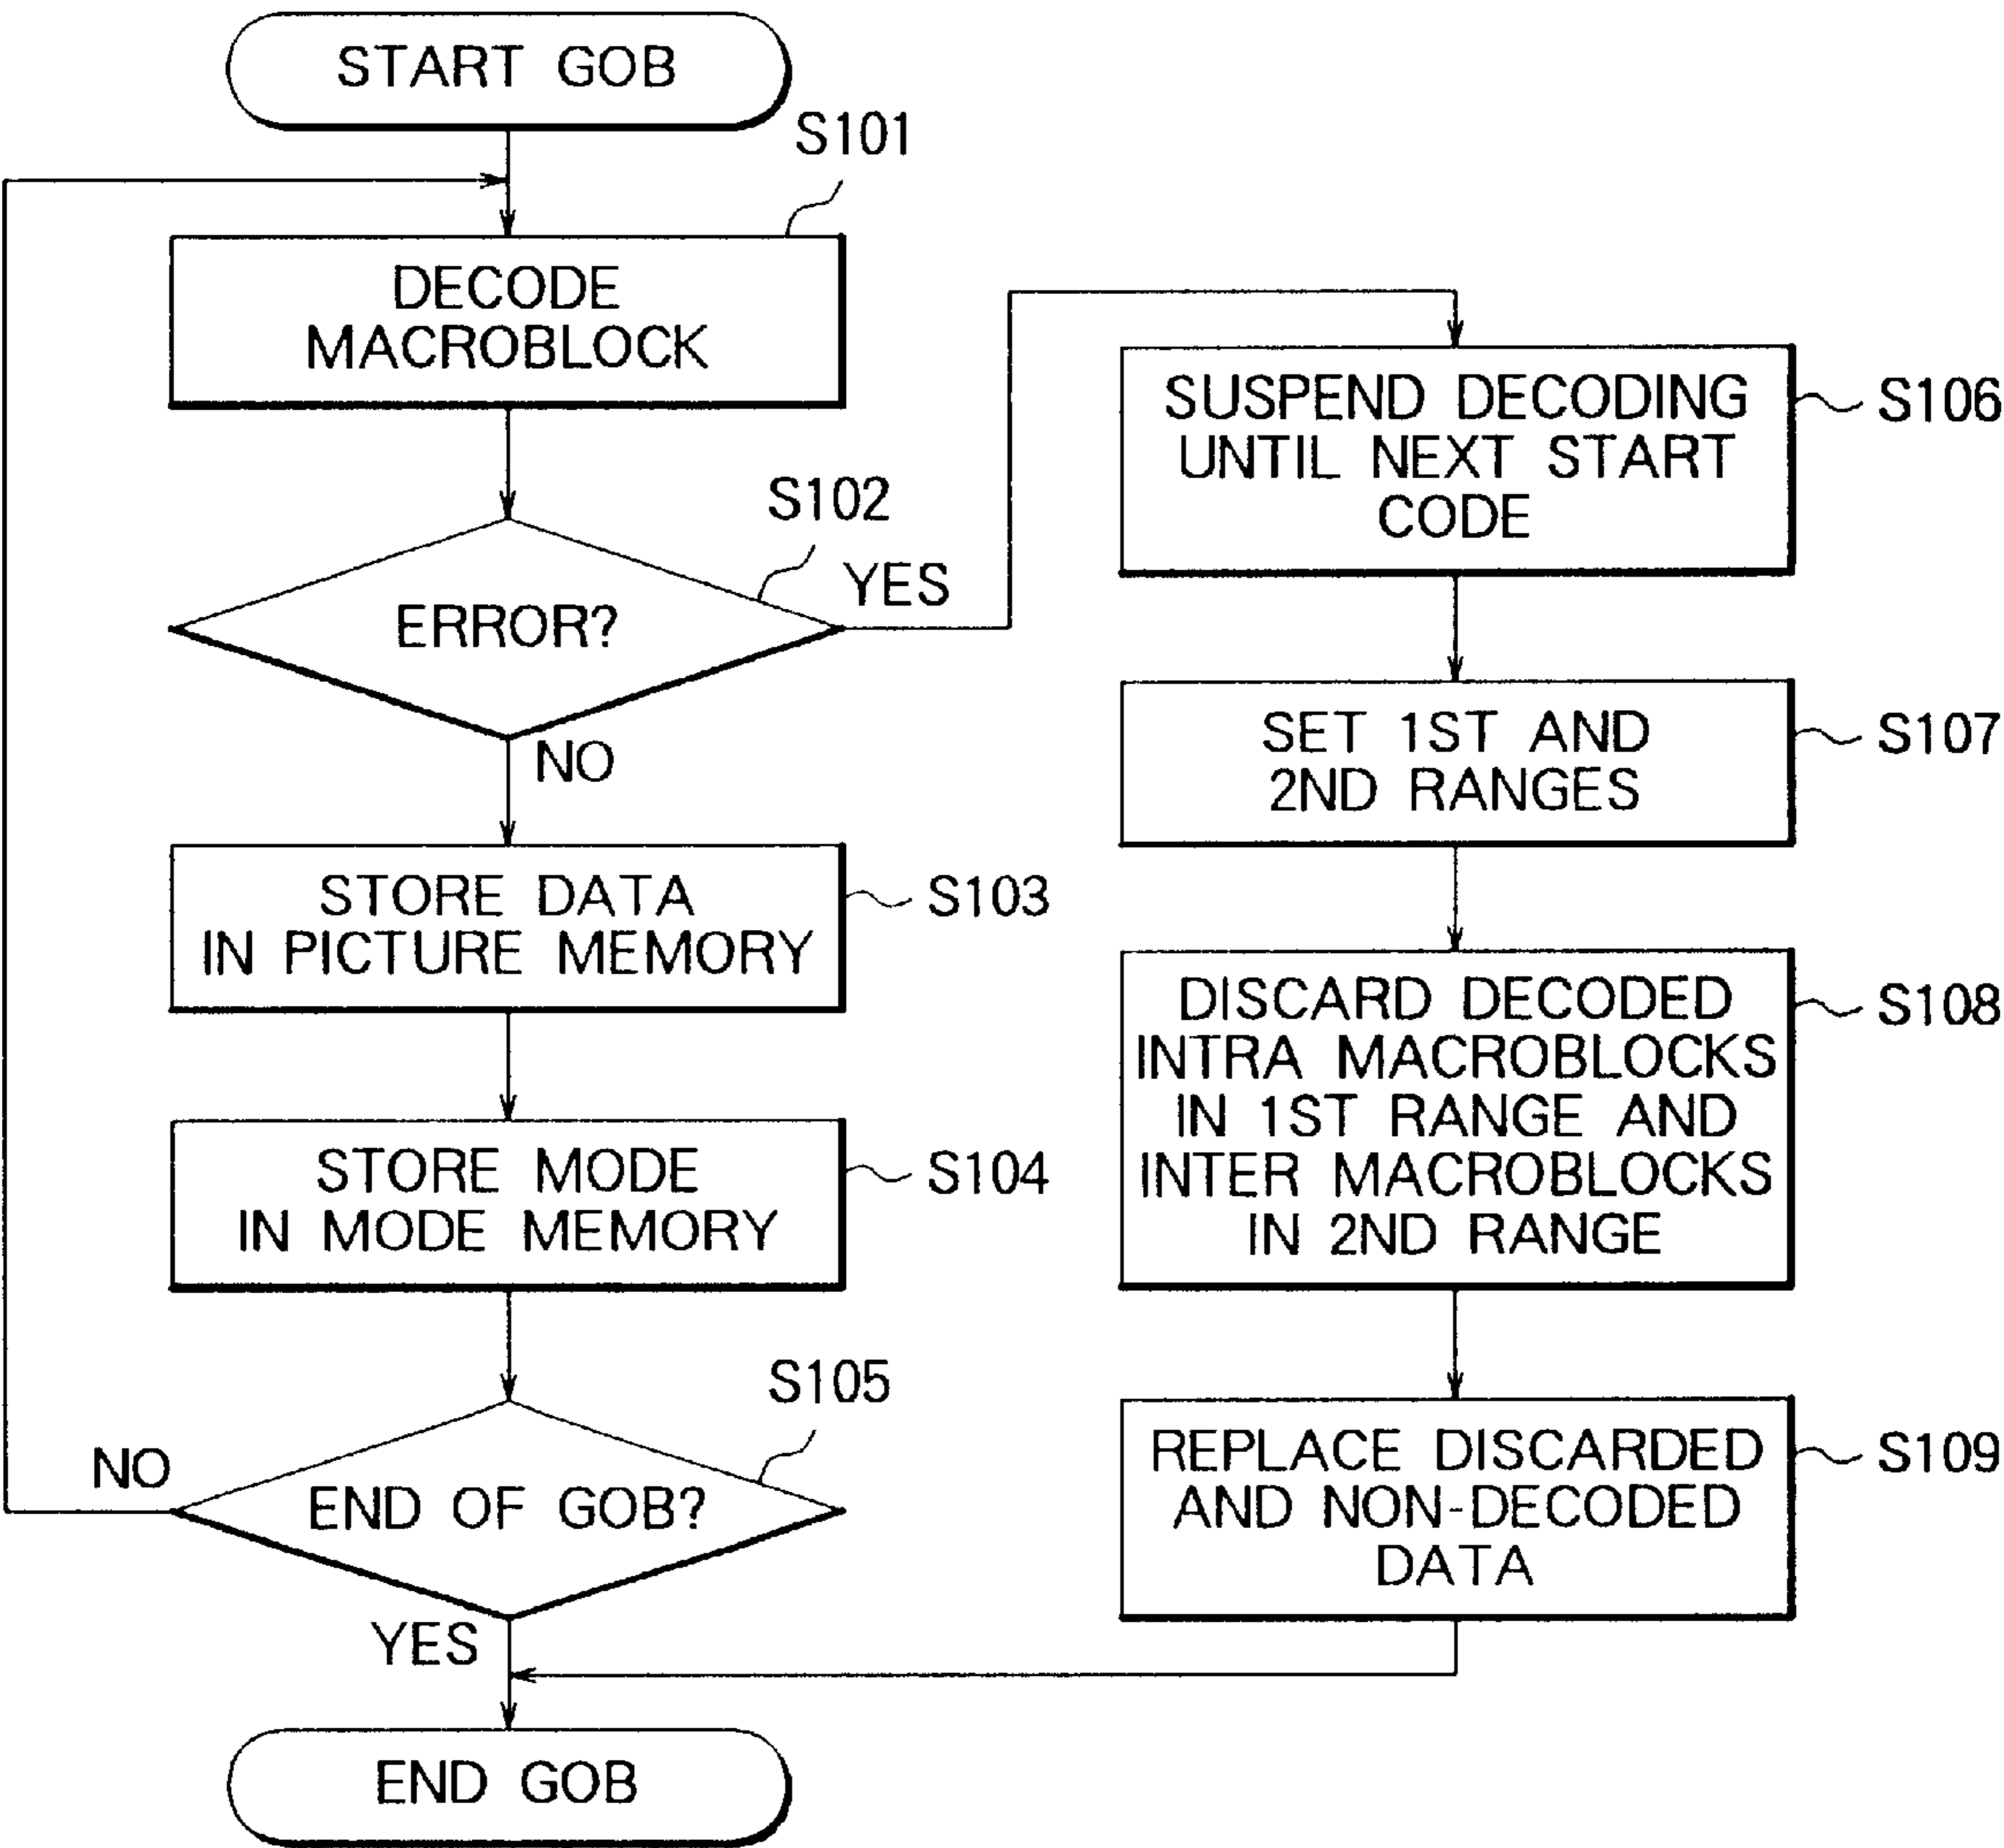 START GOB
S101
DECODE
MACROBLOCK
S102
ERROR?
YES
NO
STORE DATA
IN PICTURE MEMORY
S103
STORE MODE
IN MODE MEMORY
S104
S105
END OF GOB?
NO
YES
END GOB
SUSPEND DECODING
UNTIL NEXT START
CODE
S106
SET 1ST AND
2ND RANGES
S107
DISCARD DECODED
INTRA MACROBLOCKS
IN 1ST RANGE AND
INTER MACROBLOCKS
IN 2ND RANGE
S108
REPLACE DISCARDED
AND NON-DECODED
DATA
S109